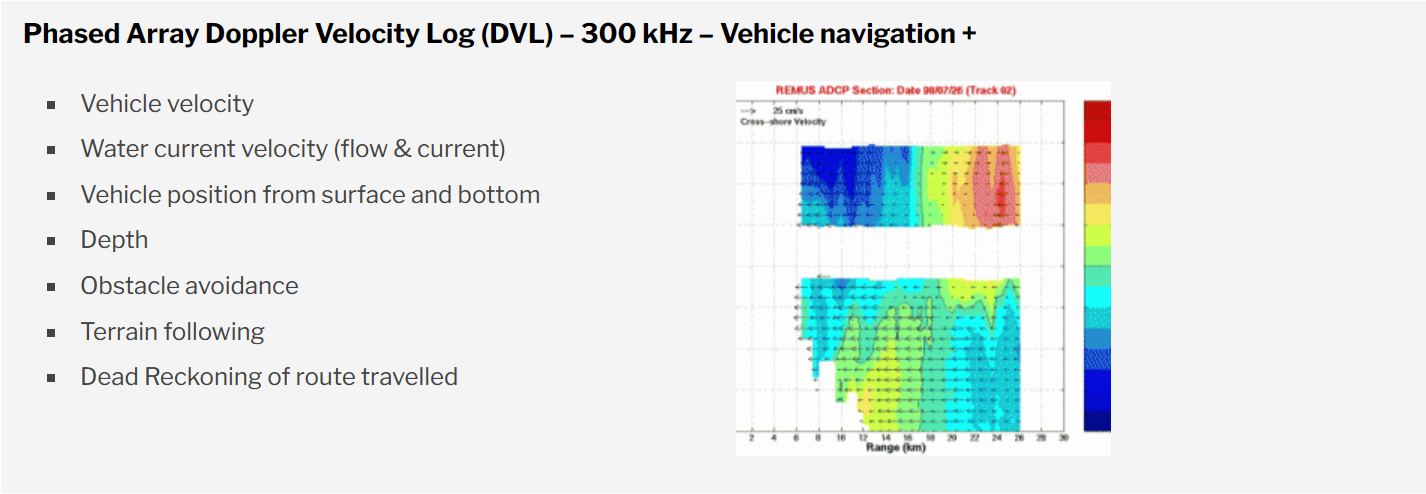 Phased Array Doppler Velocity Log (DVL) – 300 kHz – Vehicle navigation +
▪ Vehicle velocity
▪ Water current velocity (flow & current)
▪ Vehicle position from surface and bottom
▪ Depth
▪ Obstacle avoidance
▪ Terrain following
▪ Dead Reckoning of route travelled
REMUS ADCP Section: Date 98/07/26 (Track 02)
--> 25 cm/s
Cross-shore Velocity
2 4 6 8 10 12 14 16 18 20 22 24 26 28 30
Range (km)